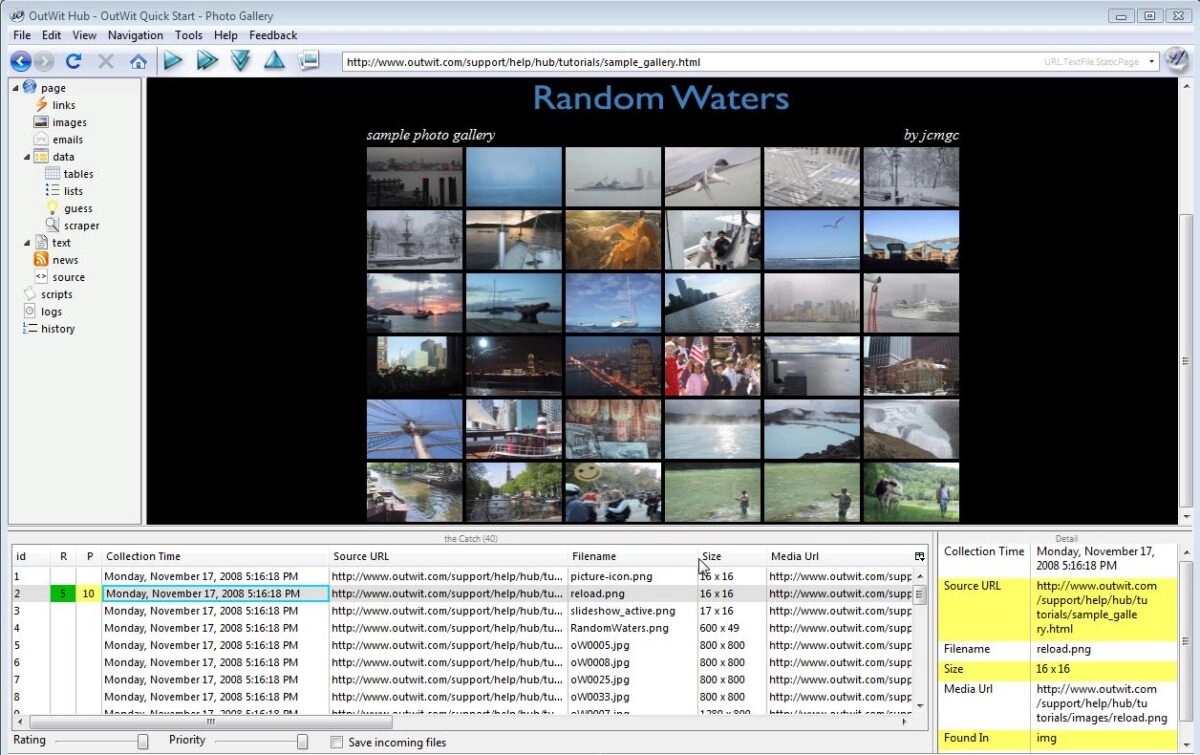 OutWit Hub - OutWit Quick Start - Photo Gallery
File Edit View Navigation Tools Help Feedback
http://www.outwit.com/support/help/hub/tutorials/sample_gallery.html URL.TextFile.StaticPage
page
links
images
emails
data
tables
lists
guess
scraper
text
news
source
scripts
logs
history
Random Waters
sample photo gallery by jcmgc
the Catch (40)
id R P Collection Time Source URL Filename Size Media Url
1 Monday, November 17, 2008 5:16:18 PM http://www.outwit.com/support/help/hub/tu... picture-icon.png 16 x 16 http://www.outwit.com/supp
2 5 10 Monday, November 17, 2008 5:16:18 PM http://www.outwit.com/support/help/hub/tu... reload.png 16 x 16 http://www.outwit.com/supp
3 Monday, November 17, 2008 5:16:18 PM http://www.outwit.com/support/help/hub/tu... slideshow_active.png 17 x 16 http://www.outwit.com/supp
4 Monday, November 17, 2008 5:16:18 PM http://www.outwit.com/support/help/hub/tu... RandomWaters.png 600 x 49 http://www.outwit.com/supp
5 Monday, November 17, 2008 5:16:18 PM http://www.outwit.com/support/help/hub/tu... oW0005.jpg 800 x 800 http://www.outwit.com/supp
6 Monday, November 17, 2008 5:16:18 PM http://www.outwit.com/support/help/hub/tu... oW0008.jpg 800 x 800 http://www.outwit.com/supp
7 Monday, November 17, 2008 5:16:18 PM http://www.outwit.com/support/help/hub/tu... oW0025.jpg 800 x 800 http://www.outwit.com/supp
8 Monday, November 17, 2008 5:16:18 PM http://www.outwit.com/support/help/hub/tu... oW0033.jpg 800 x 800 http://www.outwit.com/supp
Detail
Collection Time Monday, November 17,
2008 5:16:18 PM
Source URL http://www.outwit.com
/support/help/hub/tu
torials/sample_galle
ry.html
Filename reload.png
Size 16 x 16
Media Url http://www.outwit.com
/support/help/hub/tu
torials/images/reload.png
Found In img
Rating Priority Save incoming files